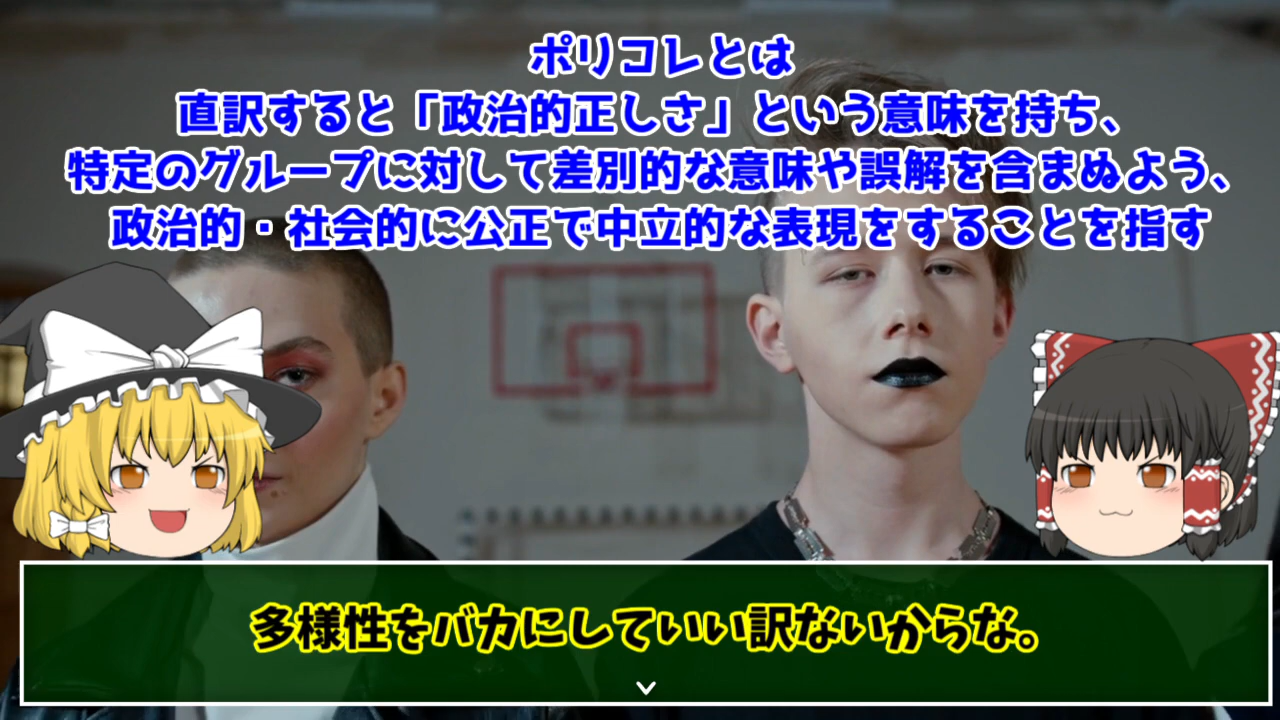 ポリコレとは
直訳すると「政治的正しさ」という意味を持ち、
特定のグループに対して差別的な意味や誤解を含まぬよう、
政治的・社会的に公正で中立的な表現をすることを指す
多様性をバカにしていい訳ないからな。